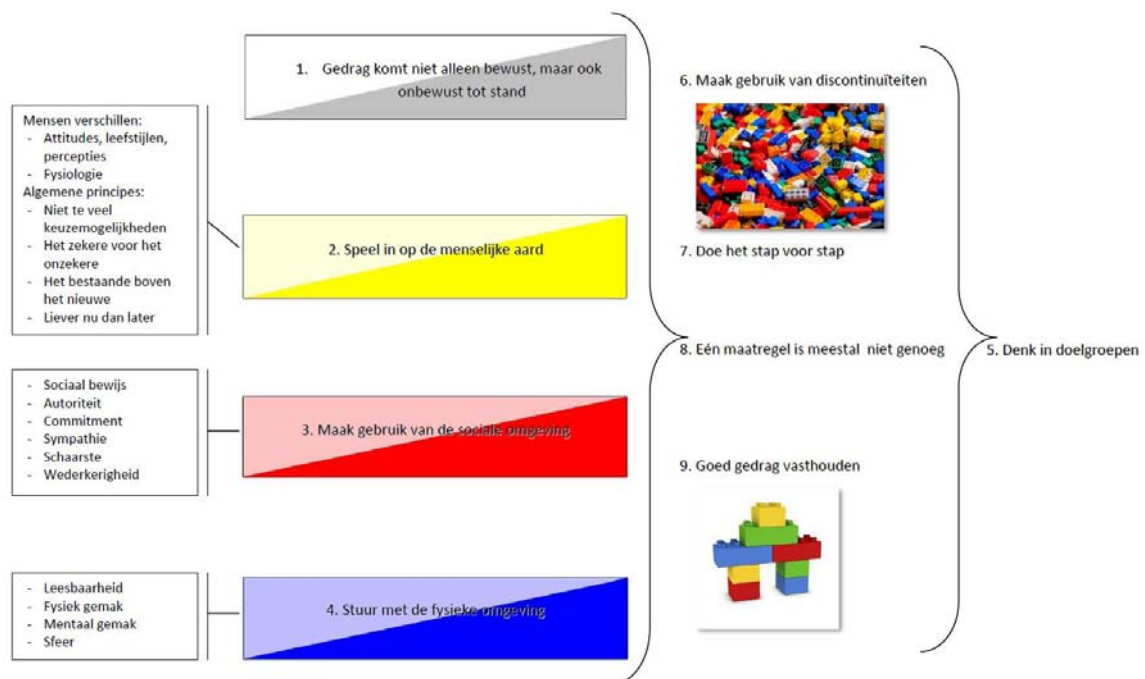 1. Gedrag komt niet alleen bewust, maar ook
onbewust tot stand
Mensen verschillen:
- Attitudes, leefstijlen,
percepties
- Fysiologie
Algemene principes:
- Niet te veel
keuzemogelijkheden
- Het zekere voor het
onzekere
- Het bestaande boven
het nieuwe
- Liever nu dan later
2. Speel in op de menselijke aard
- Sociaal bewijs
- Autoriteit
- Commitment
- Sympathie
- Schaarste
- Wederkerigheid
3. Maak gebruik van de sociale omgeving
- Leesbaarheid
- Fysiek gemak
- Mentaal gemak
- Sfeer
4. Stuur met de fysieke omgeving
6. Maak gebruik van discontinuïteiten
7. Doe het stap voor stap
8. Eén maatregel is meestal niet genoeg
9. Goed gedrag vasthouden
5. Denk in doelgroepen